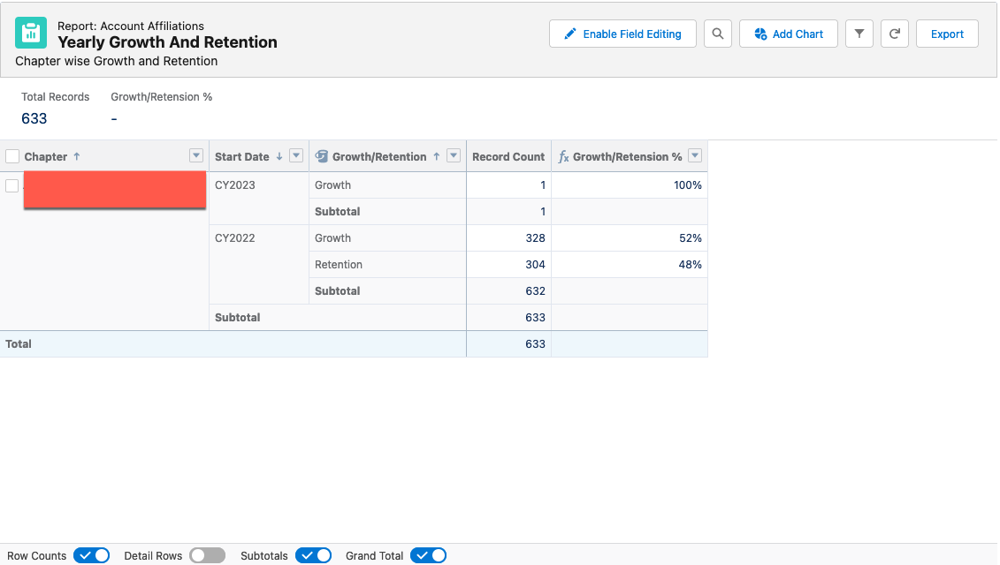 Report: Account Affiliations
Yearly Growth And Retention
Chapter wise Growth and Retention
Enable Field Editing
Add Chart
Export
Total Records Growth/Retension %
633 -
Chapter ↑ Start Date ↓ Growth/Retention ↑ Record Count fx Growth/Retension %
CY2023 Growth 1 100%
Subtotal 1
CY2022 Growth 328 52%
Retention 304 48%
Subtotal 632
Subtotal 633
Total 633
Row Counts Detail Rows Subtotals Grand Total